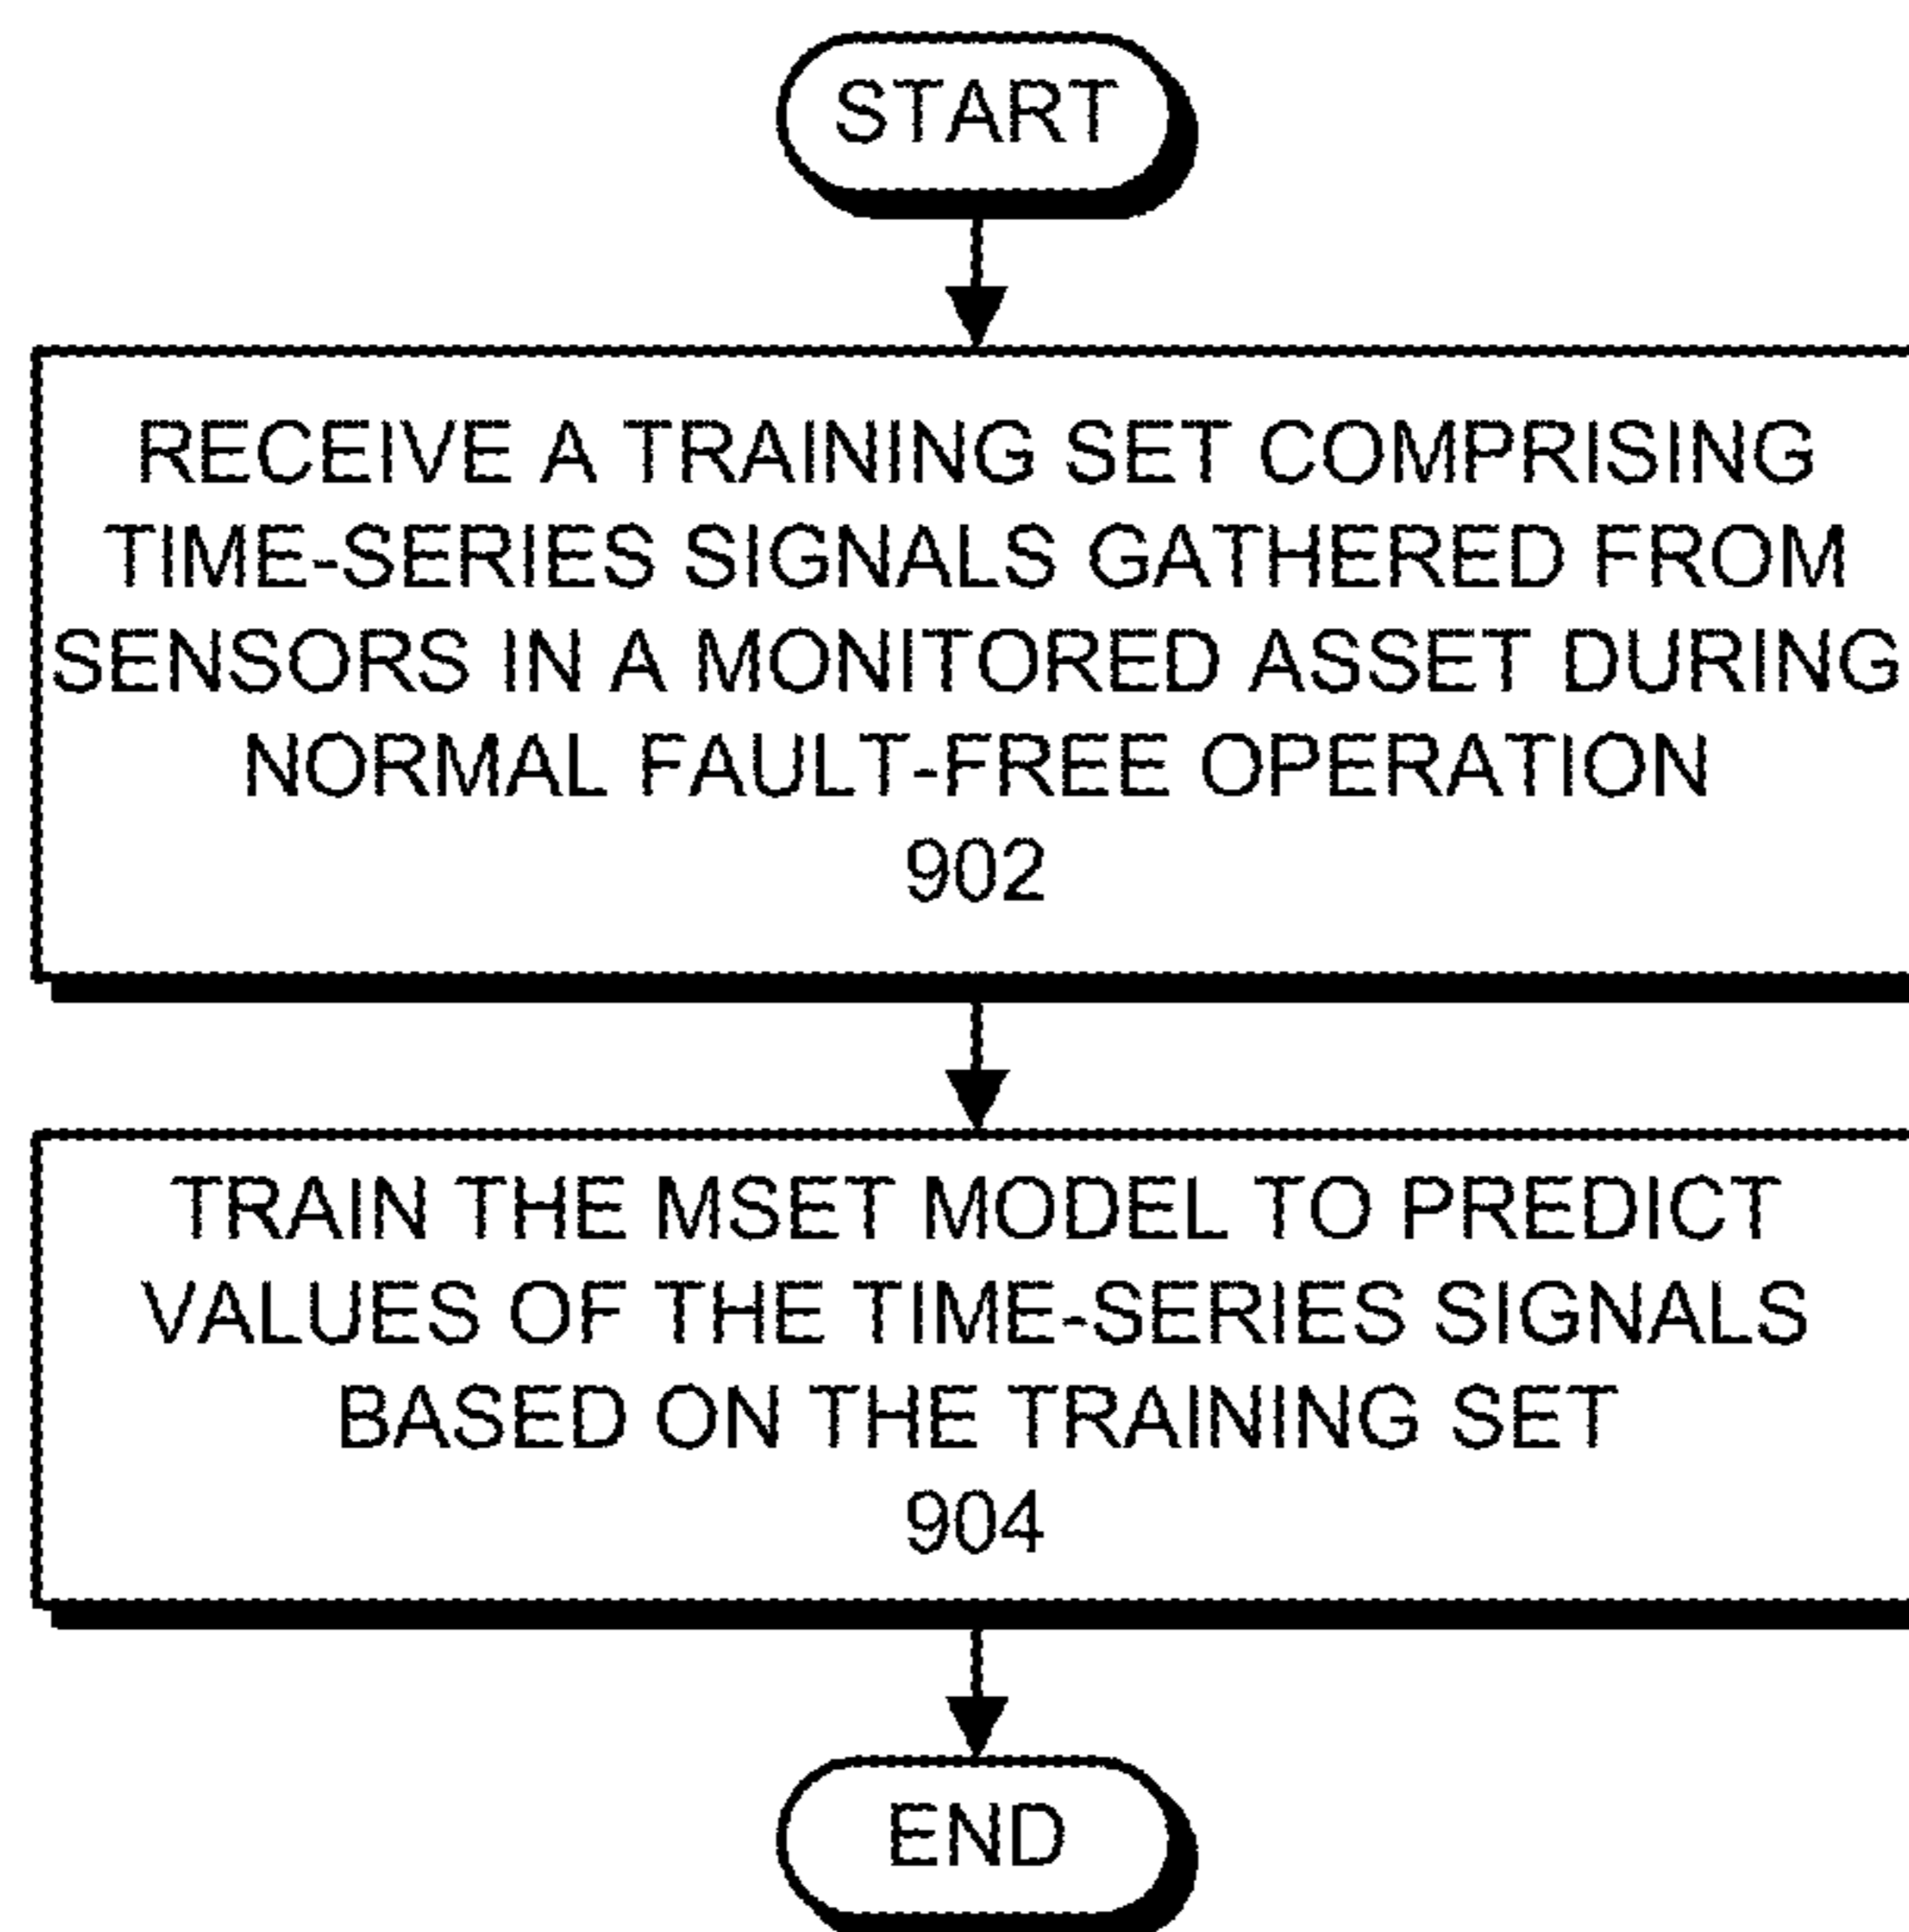 START
RECEIVE A TRAINING SET COMPRISING
TIME-SERIES SIGNALS GATHERED FROM
SENSORS IN A MONITORED ASSET DURING
NORMAL FAULT-FREE OPERATION
902
TRAIN THE MSET MODEL TO PREDICT
VALUES OF THE TIME-SERIES SIGNALS
BASED ON THE TRAINING SET
904
END